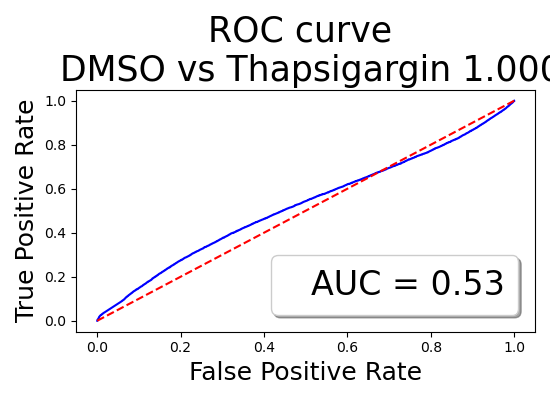 ROC curve
DMSO vs Thapsigargin 1.000
True Positive Rate
1.0
0.8
0.6
0.4
0.2
0.0
AUC = 0.53
0.0 0.2 0.4 0.6 0.8 1.0
False Positive Rate